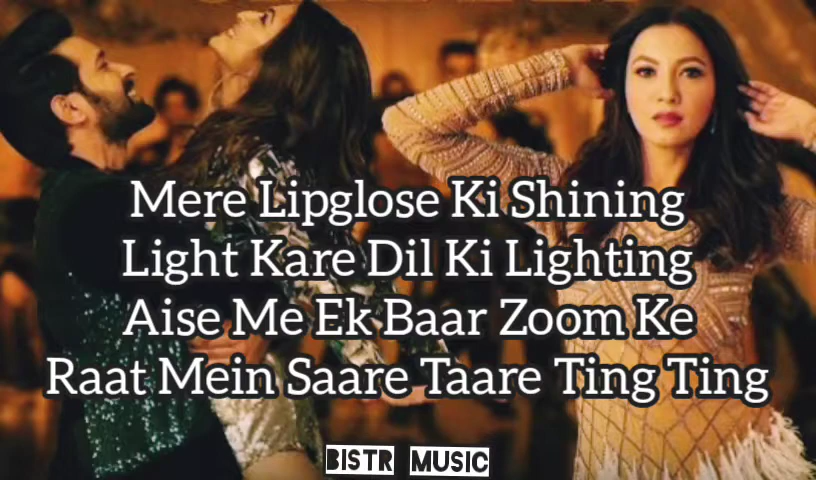 Mere Lipglose Ki Shining
Light Kare Dil Ki Lighting
Aise Me Ek Baar Zoom Ke
Raat Mein Saare Taare Ting Ting
BISTR MUSIC